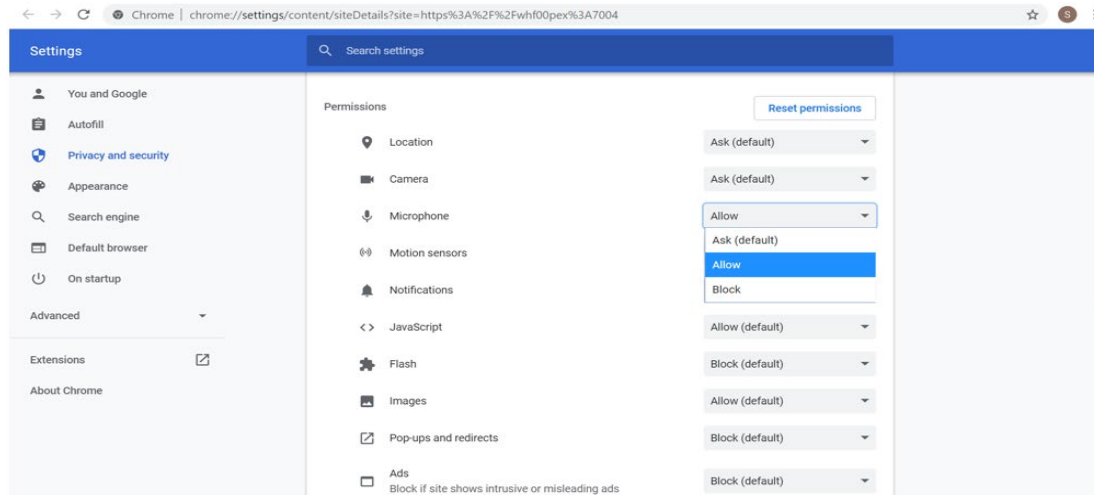 Chrome | chrome://settings/content/siteDetails?site=https%3A%2F%2Fwhf00pex%3A7004
S
Settings
Search settings
You and Google
Autofill
Privacy and security
Appearance
Search engine
Default browser
On startup
Advanced
Extensions
About Chrome
Permissions
Reset permissions
Location Ask (default)
Camera Ask (default)
Microphone Allow
Ask (default)
Motion sensors
Allow
Notifications Block
JavaScript Allow (default)
Flash Block (default)
Images Allow (default)
Pop-ups and redirects Block (default)
Ads
Block if site shows intrusive or misleading ads Block (default)